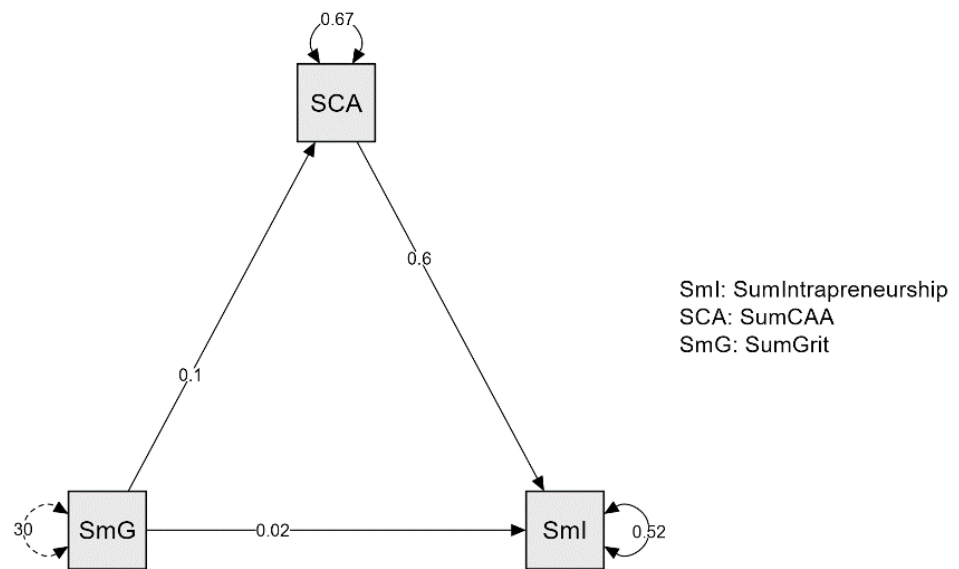 0.67
SCA
0.6
0.1
30
SmG
0.02
SmI
0.52
SmI: SumIntrapreneurship
SCA: SumCAA
SmG: SumGrit